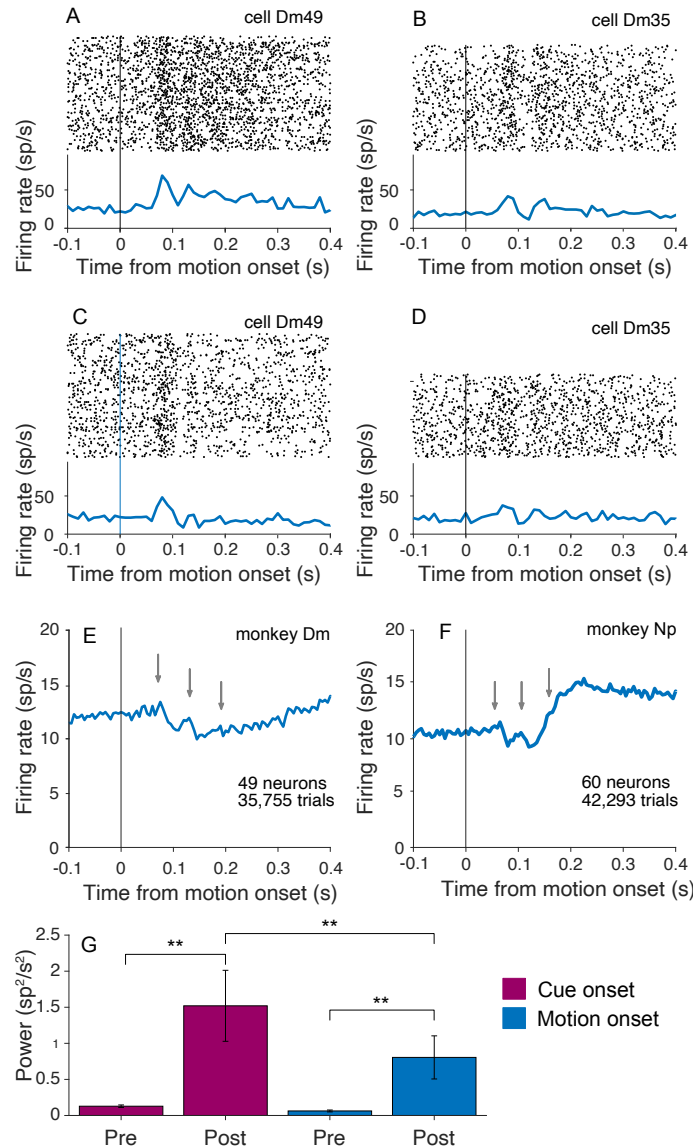 A
cell Dm49
B
cell Dm35
Firing rate (sp/s)
50
0
-0.1 0 0.1 0.2 0.3 0.4
Time from motion onset (s)
Firing rate (sp/s)
50
0
-0.1 0 0.1 0.2 0.3 0.4
Time from motion onset (s)
C
cell Dm49
D
cell Dm35
Firing rate (sp/s)
50
0
-0.1 0 0.1 0.2 0.3 0.4
Time from motion onset (s)
Firing rate (sp/s)
50
0
-0.1 0 0.1 0.2 0.3 0.4
Time from motion onset (s)
E
monkey Dm
Firing rate (sp/s)
20
15
10
5
0
49 neurons
35,755 trials
-0.1 0 0.1 0.2 0.3 0.4
Time from motion onset (s)
F
monkey Np
Firing rate (sp/s)
20
15
10
5
0
60 neurons
42,293 trials
-0.1 0 0.1 0.2 0.3 0.4
Time from motion onset (s)
G
Power (sp²/s²)
2.5
2
1.5
1
0.5
0
**
**
**
Pre Post Pre Post
Cue onset
Motion onset